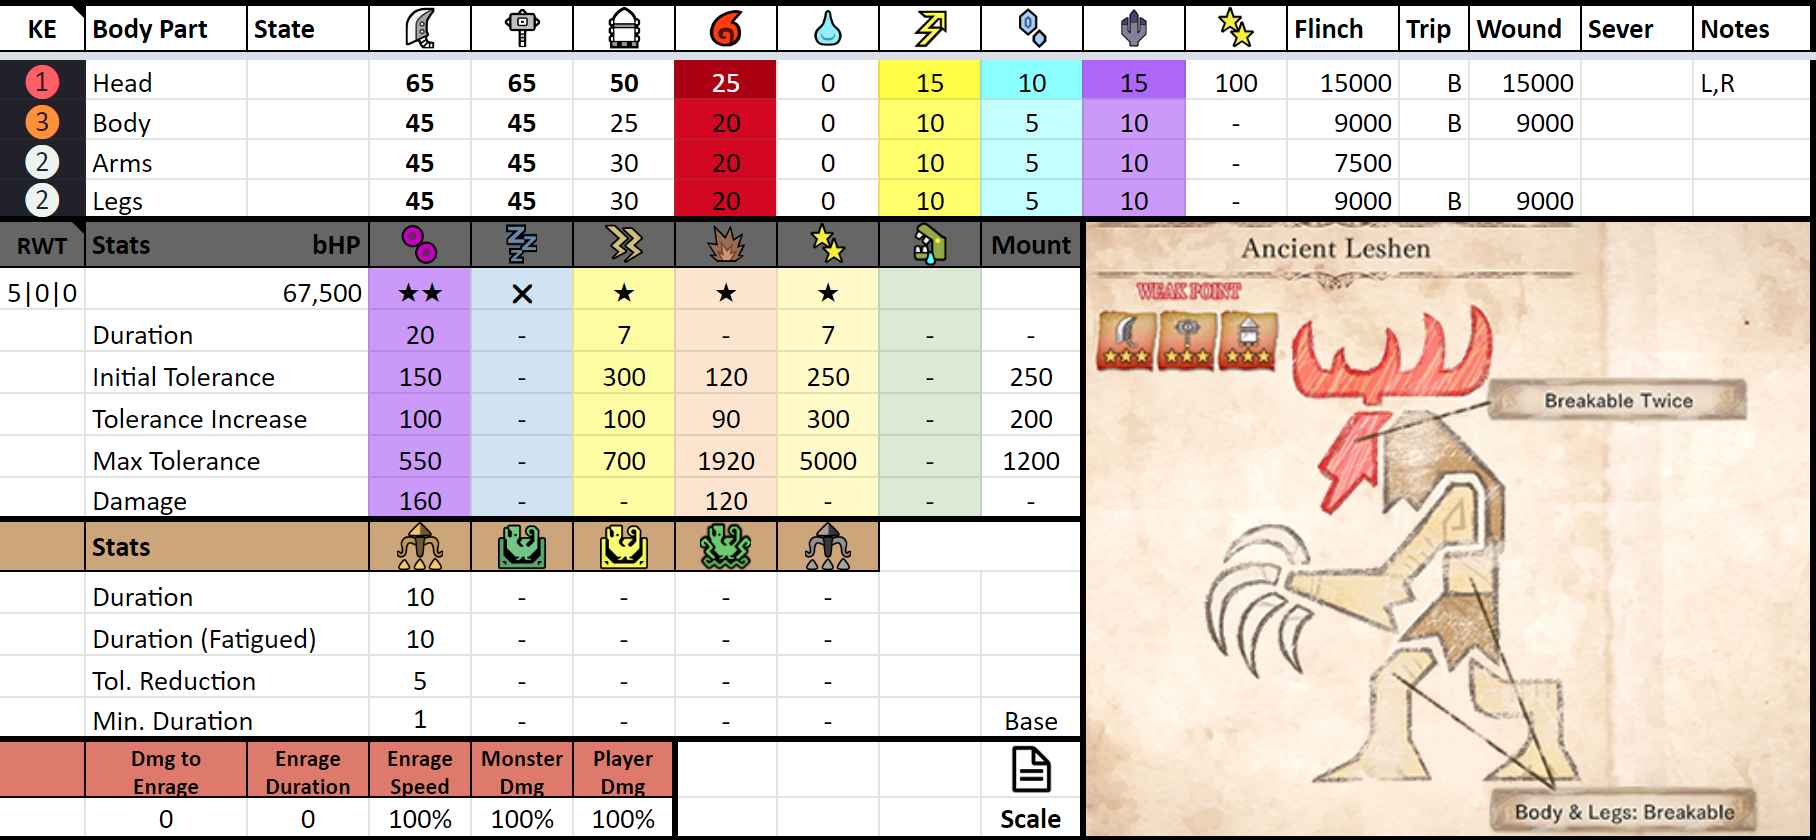 KE Body Part State Flinch Trip Wound Sever Notes
1 Head 65 65 50 25 0 15 10 15 100 15000 B 15000 L,R
3 Body 45 45 25 20 0 10 5 10 - 9000 B 9000
2 Arms 45 45 30 20 0 10 5 10 - 7500
2 Legs 45 45 30 20 0 10 5 10 - 9000 B 9000
RWT Stats bHP Mount
5|0|0 67,500 ★★ ✕ ★ ★ ★
Duration 20 - 7 - 7 - -
Initial Tolerance 150 - 300 120 250 - 250
Tolerance Increase 100 - 100 90 300 - 200
Max Tolerance 550 - 700 1920 5000 - 1200
Damage 160 - - 120 - - -
Stats
Duration 10 - - - -
Duration (Fatigued) 10 - - - -
Tol. Reduction 5 - - - -
Min. Duration 1 - - - - Base
Dmg to Enrage Enrage Monster Player
Enrage Duration Speed Dmg Dmg
0 0 100% 100% 100% Scale
Ancient Leshen
WEAK POINT
Breakable Twice
Body & Legs: Breakable